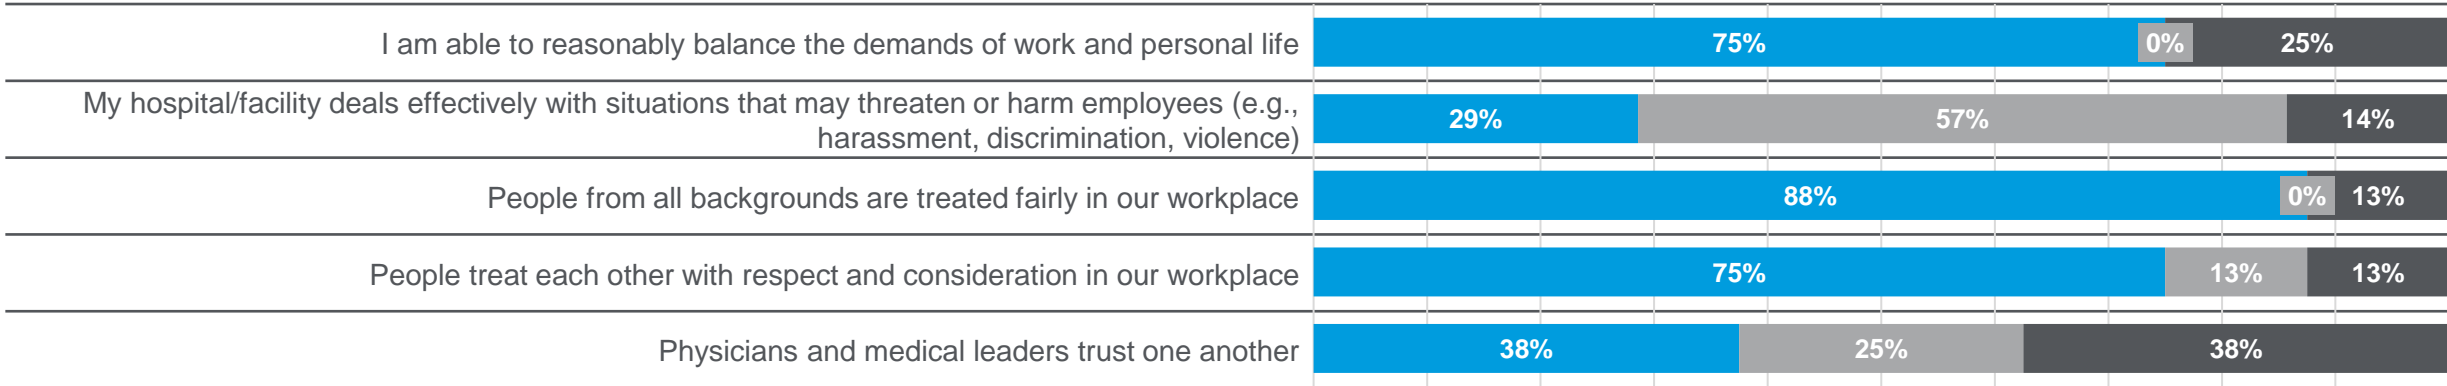 I am able to reasonably balance the demands of work and personal life 75% 0% 25%
My hospital/facility deals effectively with situations that may threaten or harm employees (e.g.,
harassment, discrimination, violence) 29% 57% 14%
People from all backgrounds are treated fairly in our workplace 88% 0% 13%
People treat each other with respect and consideration in our workplace 75% 13% 13%
Physicians and medical leaders trust one another 38% 25% 38%